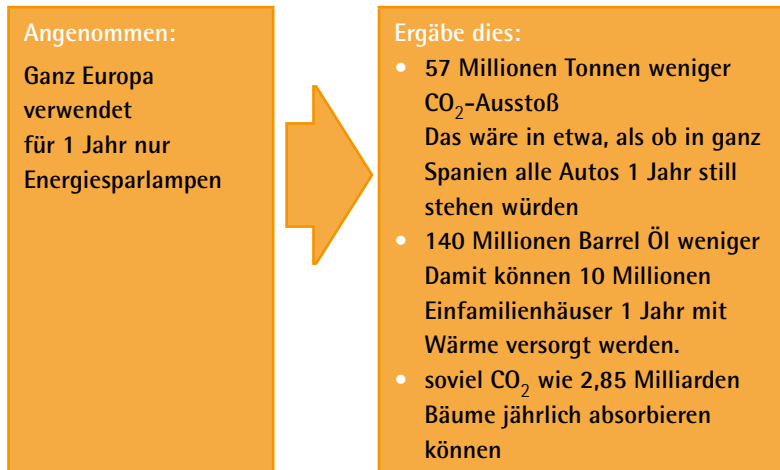 Angenommen:
Ganz Europa
verwendet
für 1 Jahr nur
Energiesparlampen
Ergäbe dies:
• 57 Millionen Tonnen weniger
CO₂-Ausstoß
Das wäre in etwa, als ob in ganz
Spanien alle Autos 1 Jahr still
stehen würden
• 140 Millionen Barrel Öl weniger
Damit können 10 Millionen
Einfamilienhäuser 1 Jahr mit
Wärme versorgt werden.
• soviel CO₂ wie 2,85 Milliarden
Bäume jährlich absorbieren
können